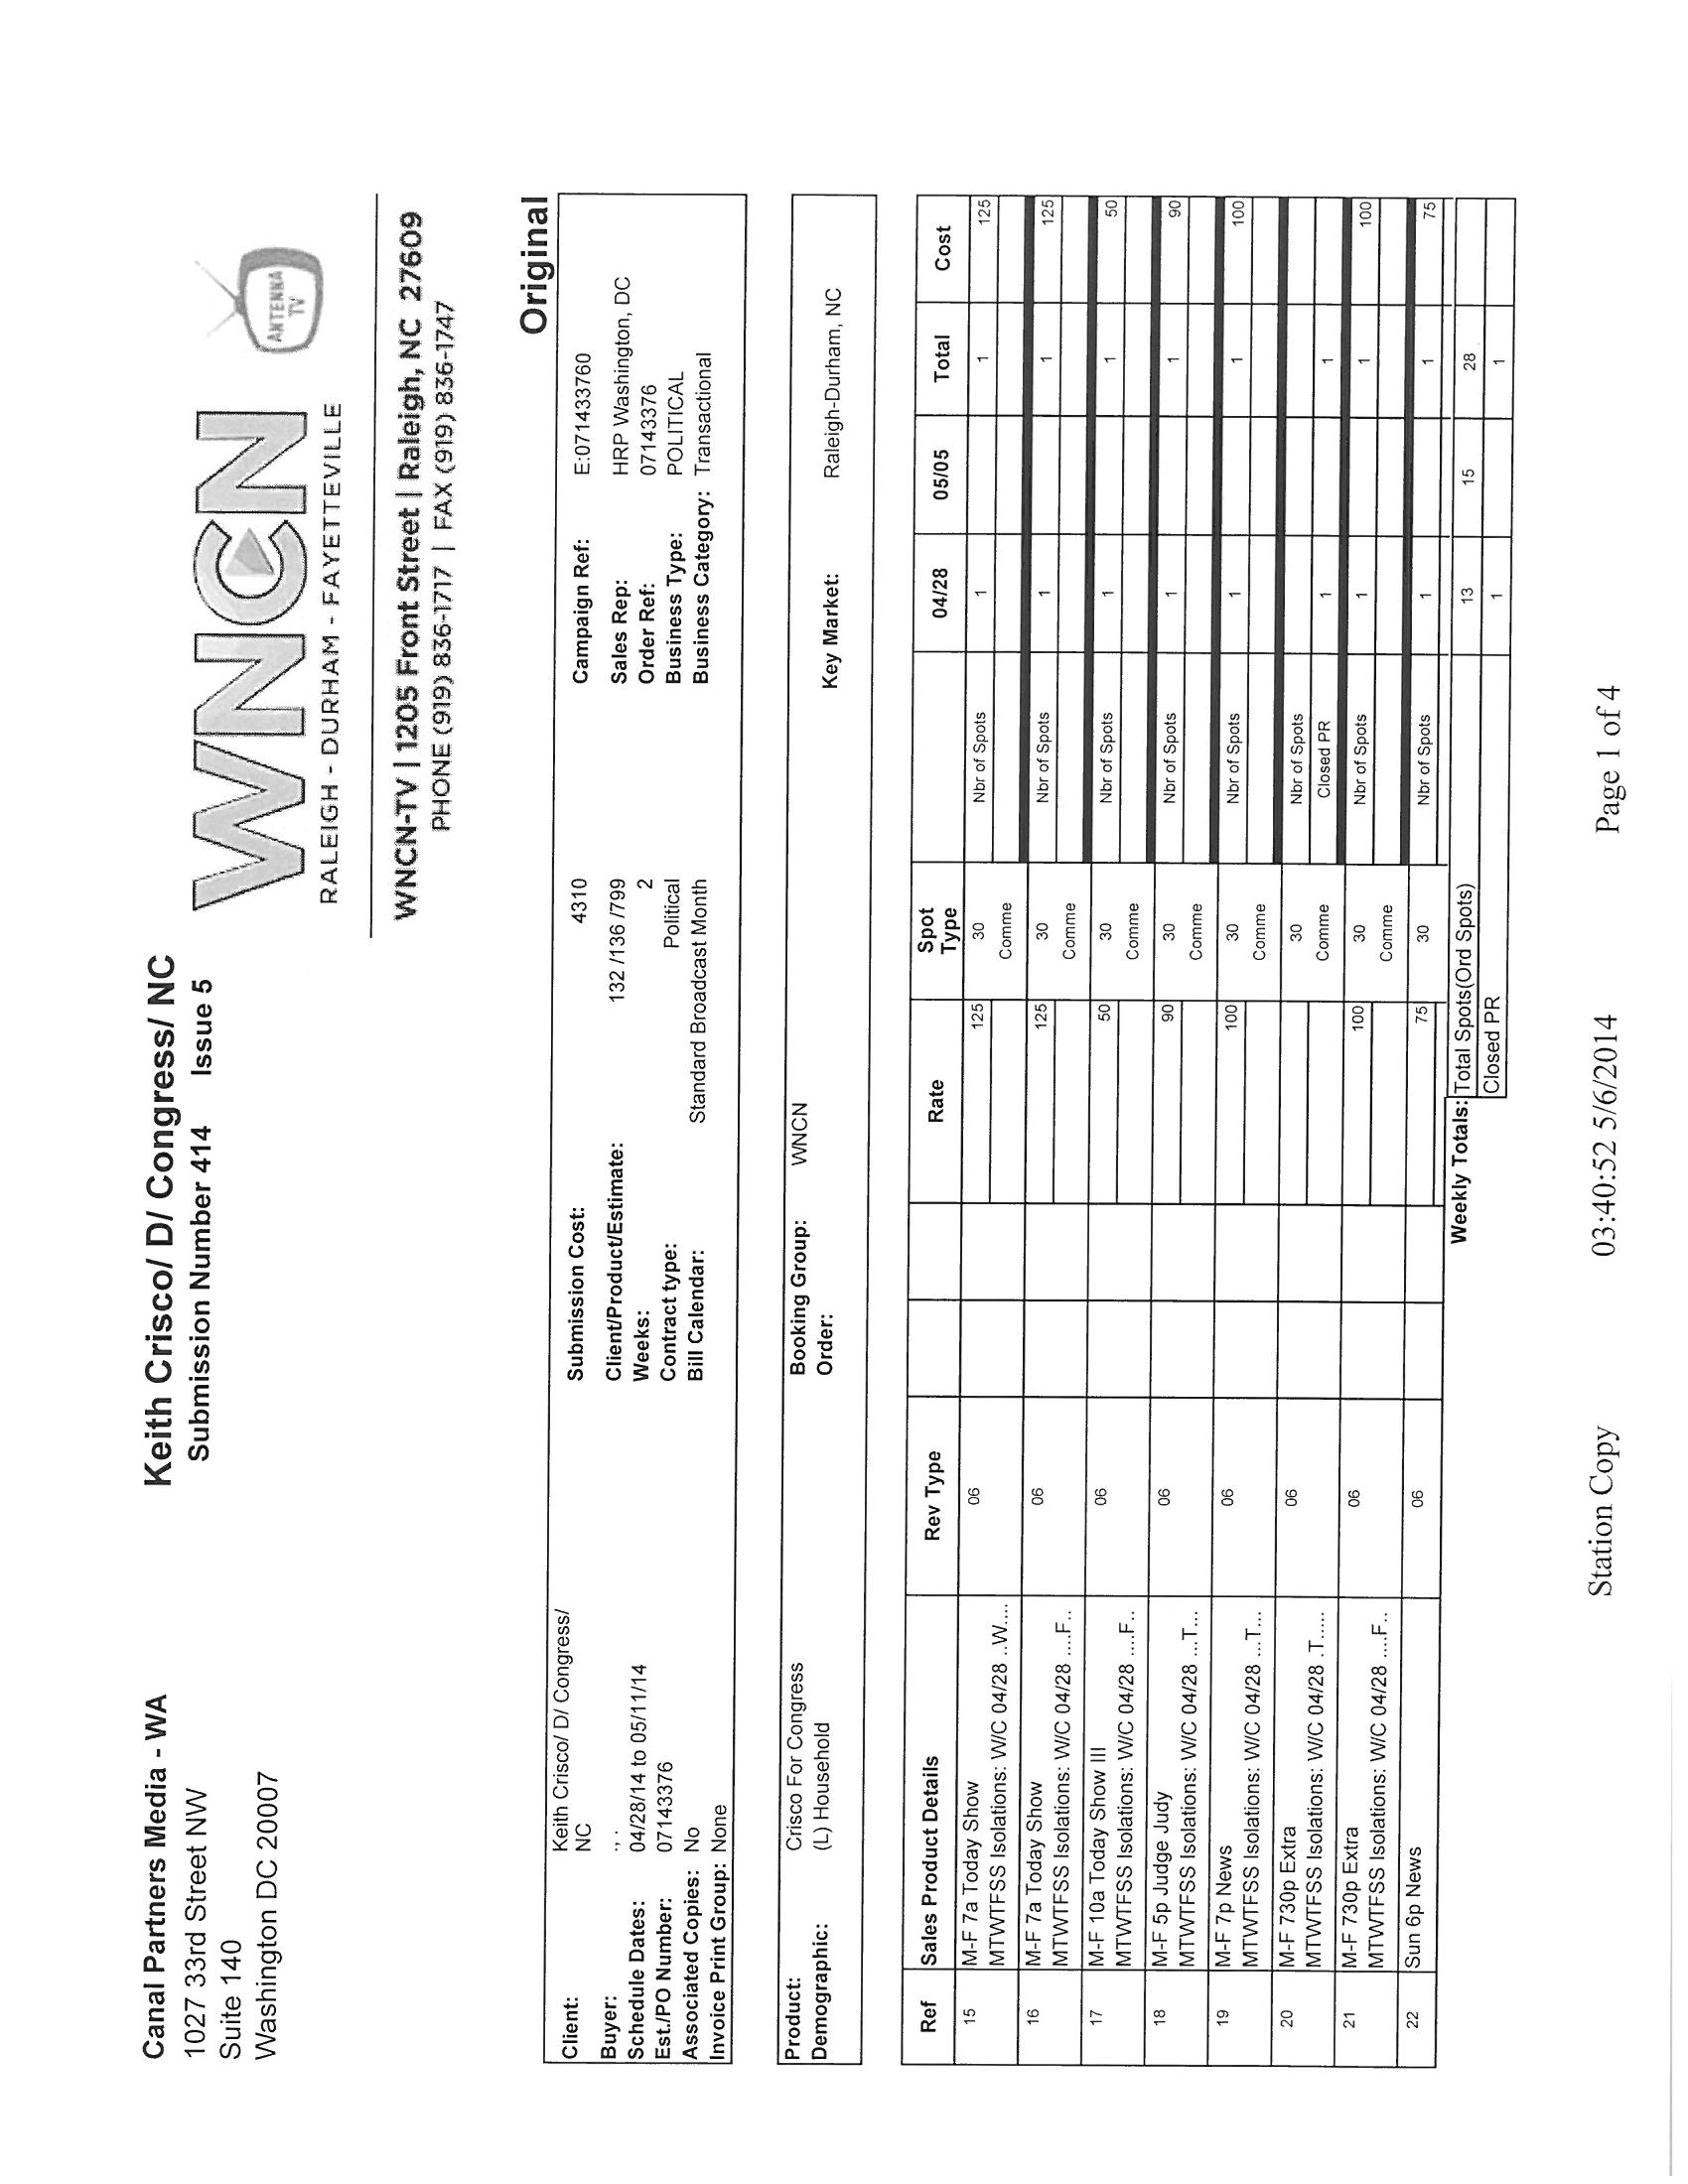 Canal Partners Media - WA
1027 33rd Street NW
Suite 140
Washington DC 20007
Keith Crisco/ D/ Congress/ NC
Submission Number 414 Issue 5
WNCN
RALEIGH - DURHAM - FAYETTEVILLE
ANTENNA
TV
WNCN-TV | 1205 Front Street | Raleigh, NC 27609
PHONE (919) 836-1717 | FAX (919) 836-1747
Original
Client: Keith Crisco/ D/ Congress/ Submission Cost: 4310 Campaign Ref: E:071433760
NC
Buyer: ., . Client/Product/Estimate: 132 /136 /799 Sales Rep: HRP Washington, DC
Schedule Dates: 04/28/14 to 05/11/14 Weeks: 2 Order Ref: 07143376
Est./PO Number: 07143376 Contract type: Political Business Type: POLITICAL
Associated Copies: No Bill Calendar: Standard Broadcast Month Business Category: Transactional
Invoice Print Group: None
Product: Crisco For Congress Booking Group: WNCN
Demographic: (L) Household Order: Key Market: Raleigh-Durham, NC
Ref Sales Product Details Rev Type Rate Spot Type 04/28 05/05 Total Cost
15 M-F 7a Today Show 06 125 30 Nbr of Spots 1 1 125
MTWTFSS Isolations: W/C 04/28 ..W.... Comme
16 M-F 7a Today Show 06 125 30 Nbr of Spots 1 1 125
MTWTFSS Isolations: W/C 04/28 ....F.. Comme
17 M-F 10a Today Show III 06 50 30 Nbr of Spots 1 1 50
MTWTFSS Isolations: W/C 04/28 ....F.. Comme
18 M-F 5p Judge Judy 06 90 30 Nbr of Spots 1 1 90
MTWTFSS Isolations: W/C 04/28 ...T... Comme
19 M-F 7p News 06 100 30 Nbr of Spots 1 1 100
MTWTFSS Isolations: W/C 04/28 ...T... Comme
20 M-F 730p Extra 06 30 Nbr of Spots
MTWTFSS Isolations: W/C 04/28 .T..... Comme Closed PR 1 1
21 M-F 730p Extra 06 100 30 Nbr of Spots 1 1 100
MTWTFSS Isolations: W/C 04/28 ....F.. Comme
22 Sun 6p News 06 75 30 Nbr of Spots 1 1 75
Weekly Totals: Total Spots(Ord Spots) 13 15 28
Closed PR 1 1
Station Copy 03:40:52 5/6/2014 Page 1 of 4